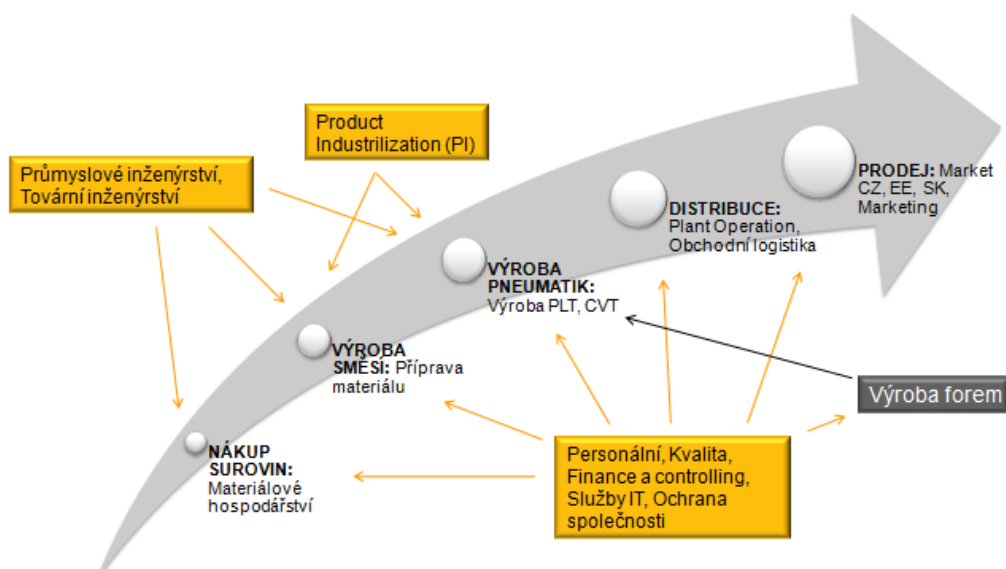 Product
Industrilization (PI)
Průmyslové inženýrství,
Tovární inženýrství
PRODEJ: Market
CZ, EE, SK,
Marketing
DISTRIBUCE:
Plant Operation,
Obchodní logistika
VÝROBA
PNEUMATIK:
Výroba PLT, CVT
VÝROBA
SMĚSÍ: Příprava
materiálu
Výroba forem
NÁKUP
SUROVIN:
Materiálové
hospodářství
Personální, Kvalita,
Finance a controlling,
Služby IT, Ochrana
společnosti